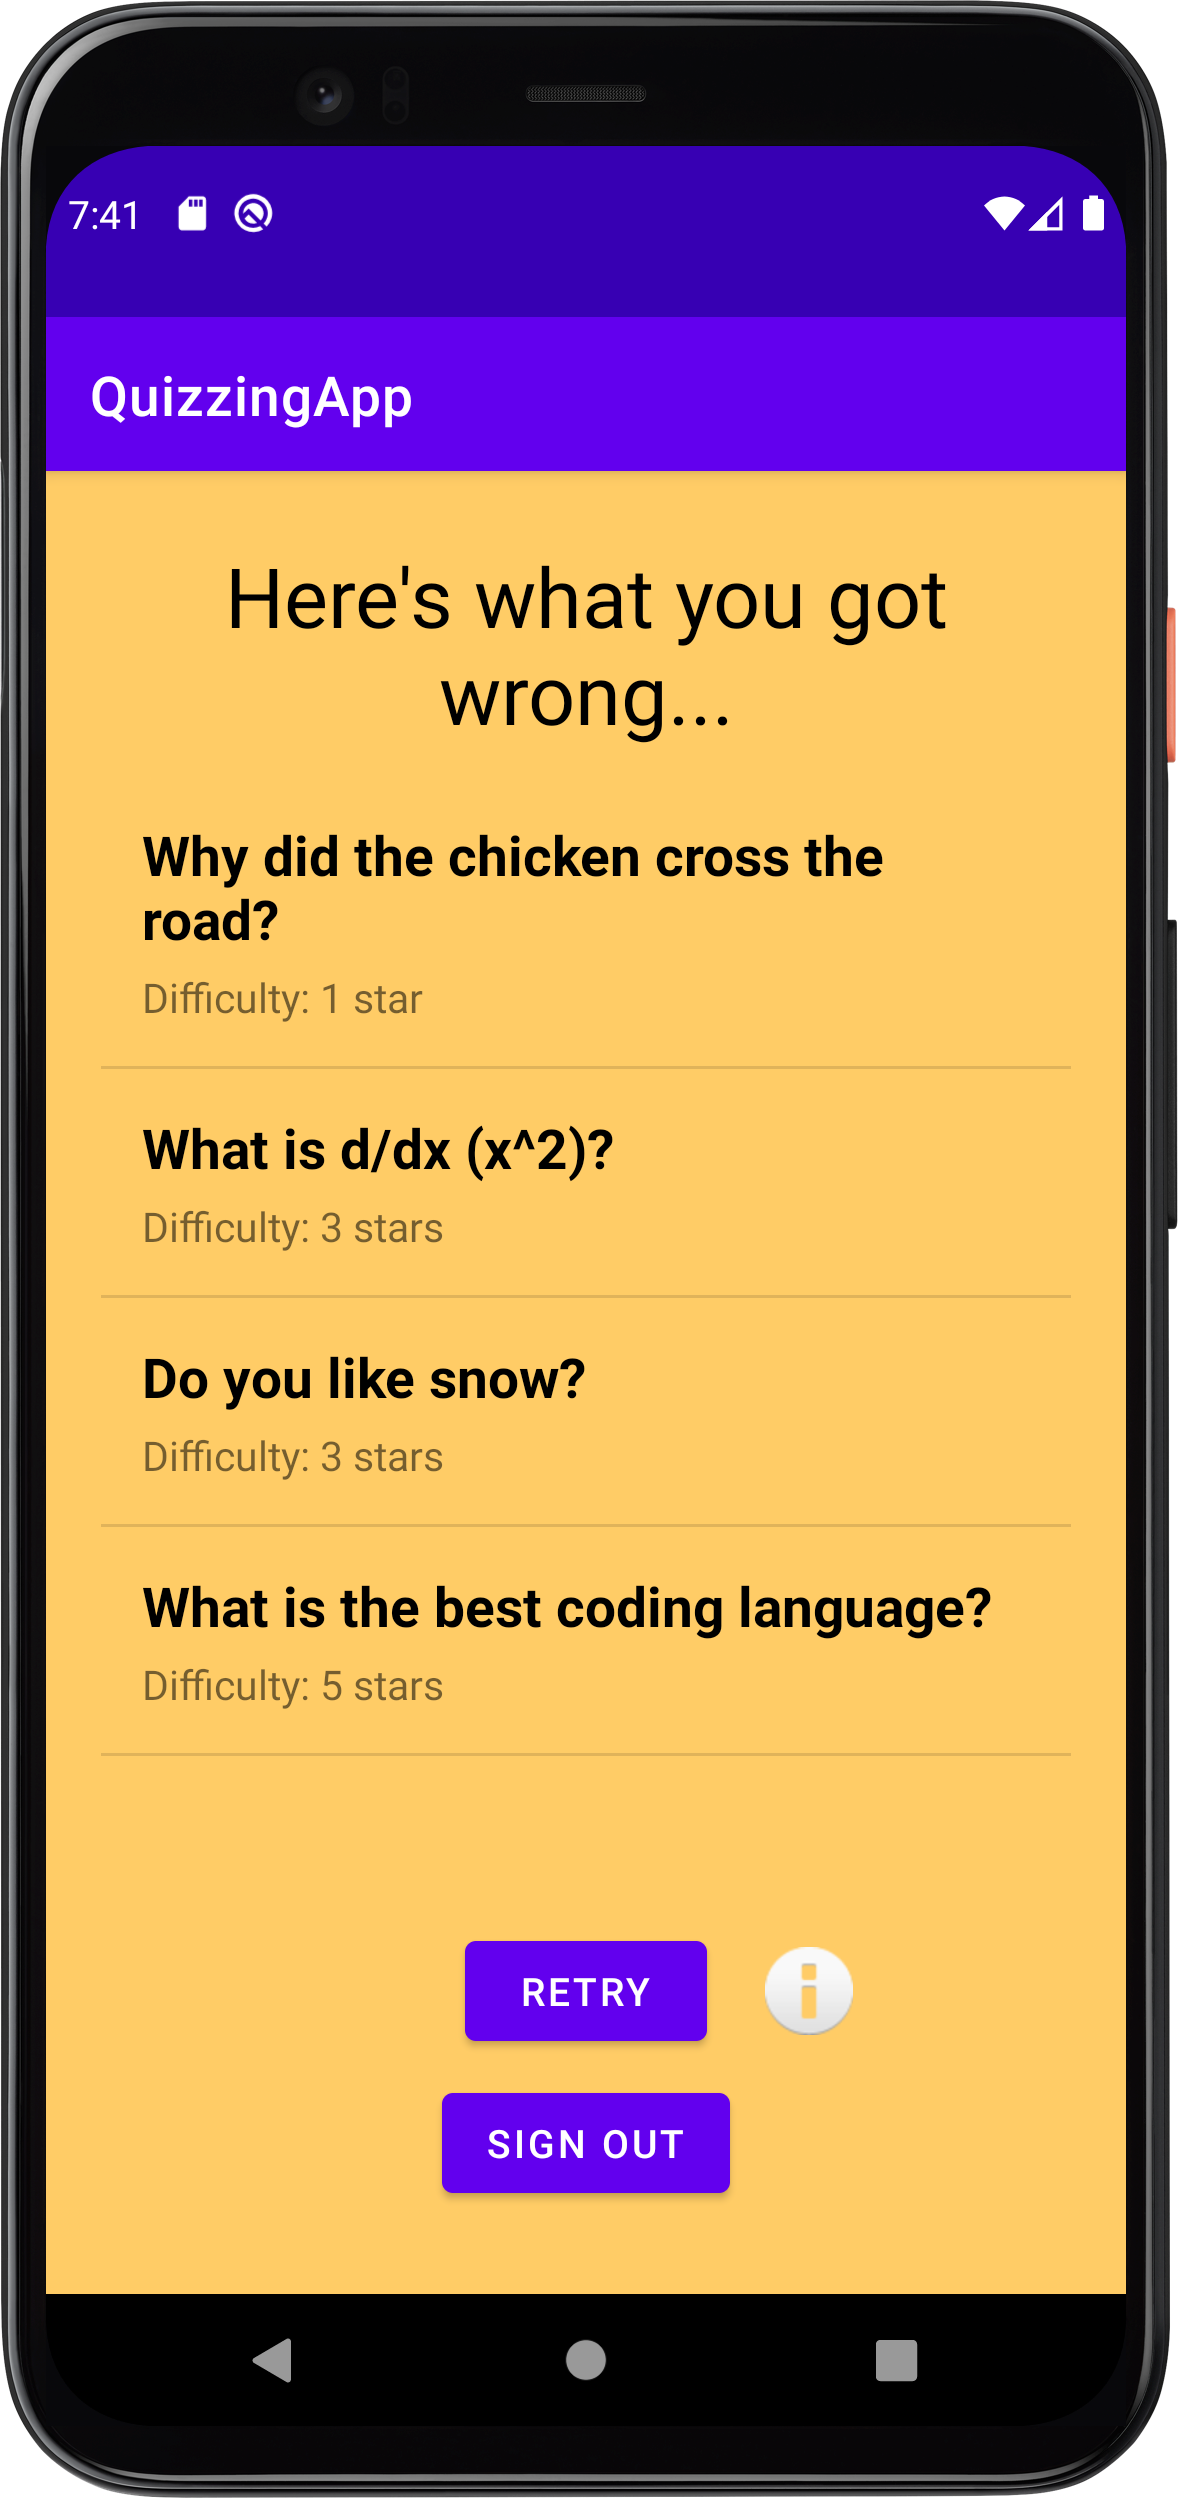 7:41
QuizzingApp
Here's what you got
wrong...
Why did the chicken cross the
road?
Difficulty: 1 star
What is d/dx (x^2)?
Difficulty: 3 stars
Do you like snow?
Difficulty: 3 stars
What is the best coding language?
Difficulty: 5 stars
RETRY
SIGN OUT